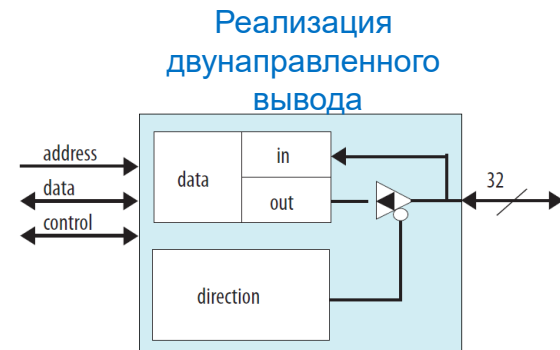 Реализация
двунаправленного
вывода
address
data
control
data
in
out
32
direction